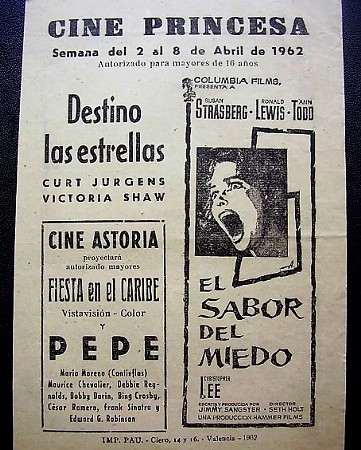 CINE PRINCESA
Semana del 2 al 8 de Abril de 1962
Autorizado para mayores de 16 años
Destino
las estrellas
CURT JURGENS
VICTORIA SHAW
COLUMBIA FILMS,
PRESENTA A
SUSAN STRASBERG - RONALD LEWIS - ANN TODD
EL
SABOR
DEL
MIEDO
CHRISTOPHER
LEE
ESCRITA Y PRODUCIDA POR
JIMMY, SANGSTER -
DIRECTOR
SETH HOLT
UNA PRODUCCION HAMMER FILMS
CINE ASTORIA
proyectará
autorizado mayores
FIESTA en el CARIBE
Vistavisión - Color
Y
PEPE
Mario Moreno (Cantisflas)
Maurice Chevalier, Debbie Rey-
nolds, Bobby Darin, Bing Crosby,
César Romero, Frank Sinatra y
Edward G. Robinson
IMP. PAU. - Clero, 14 y 16. - Valencia - 1962